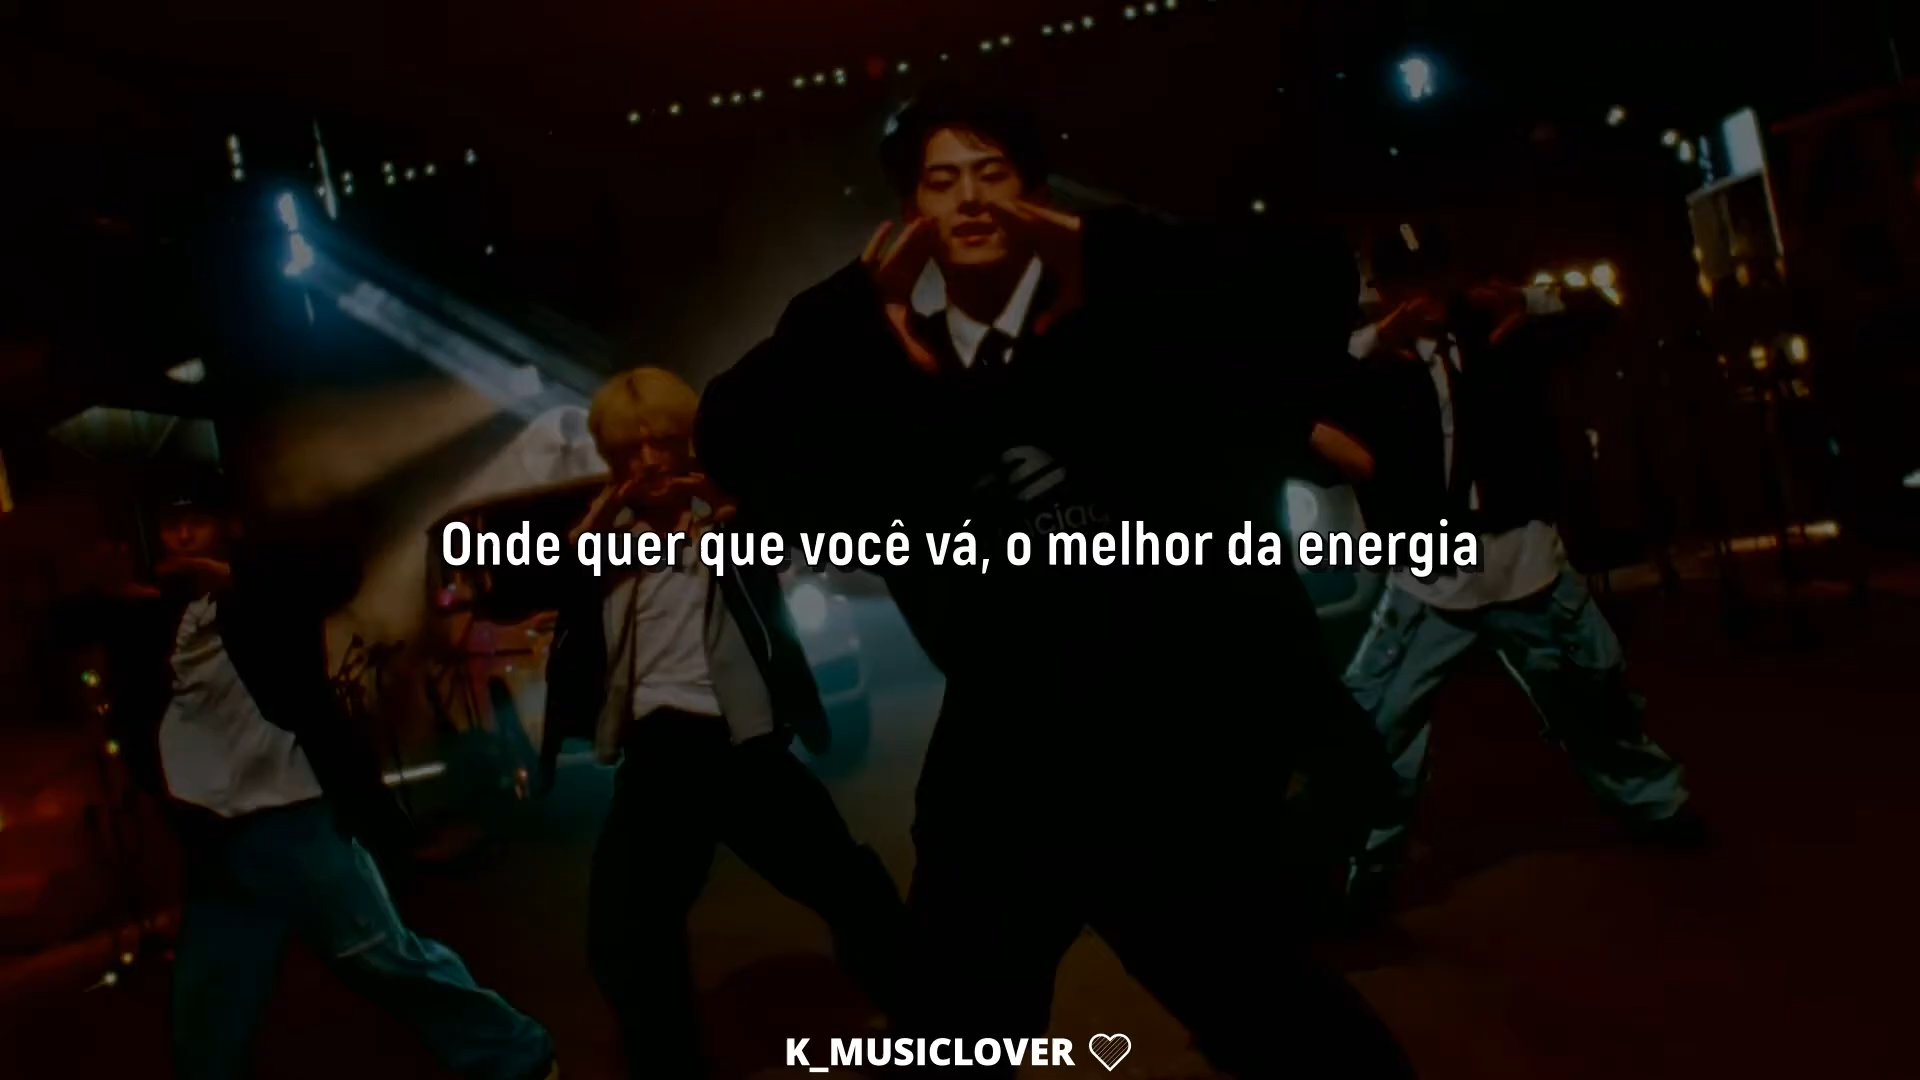 Onde quer que você vá, o melhor da energia
K_MUSICLOVER